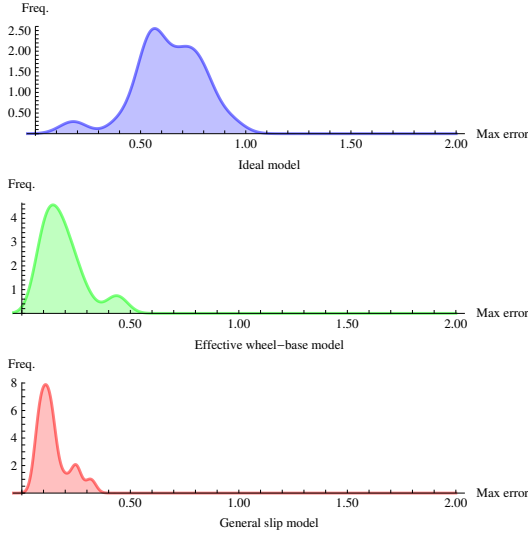 Freq.
2.50
2.00
1.50
1.00
0.50
0.50 1.00 1.50 2.00 Max error
Ideal model
Freq.
4
3
2
1
0.50 1.00 1.50 2.00 Max error
Effective wheel−base model
Freq.
8
6
4
2
0.50 1.00 1.50 2.00 Max error
General slip model